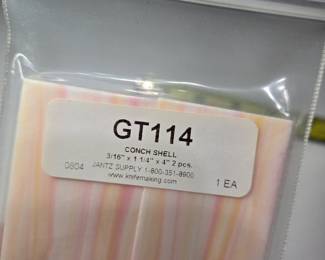 GT114
CONCH SHELL
3/16" x 1 1/4" x 4" 2 pcs.
0804 JANTZ SUPPLY 1-800-351-8900 1 EA
www.knifemaking.com